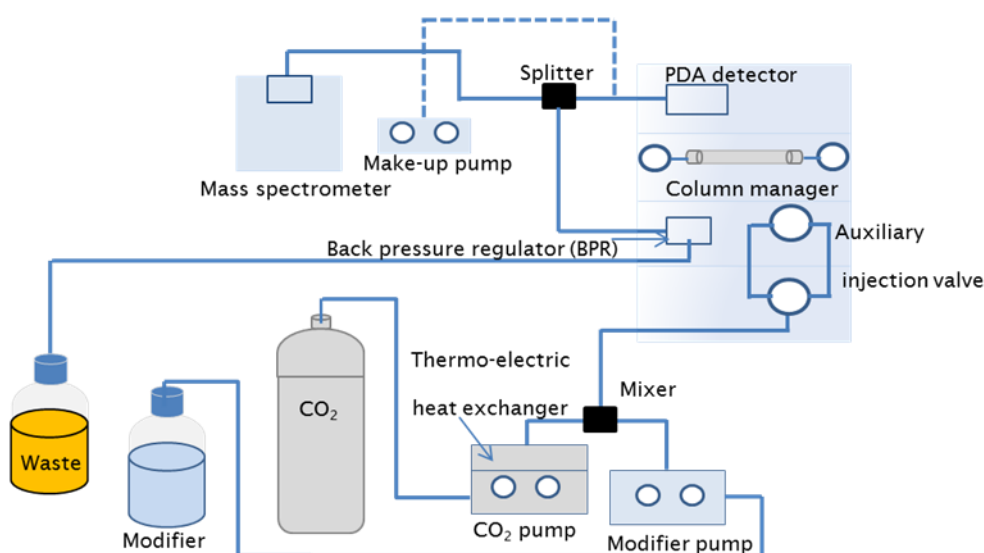 Splitter
PDA detector
Make-up pump
Mass spectrometer
Column manager
Auxiliary
Back pressure regulator (BPR)
injection valve
Thermo-electric
Mixer
CO₂
heat exchanger
Waste
CO₂ pump
Modifier
Modifier pump